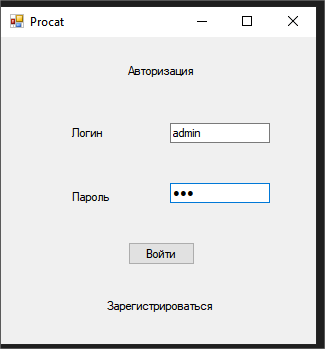 Procat
Авторизация
Логин
admin
Пароль
●●●
Войти
Зарегистрироваться